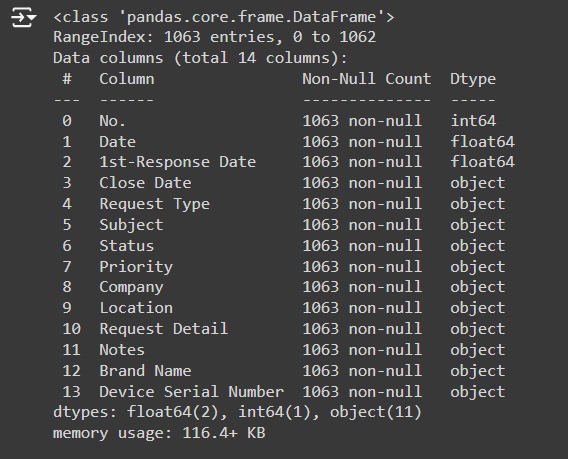 <class 'pandas.core.frame.DataFrame'>
RangeIndex: 1063 entries, 0 to 1062
Data columns (total 14 columns):
 #   Column                Non-Null Count  Dtype
---  ------                --------------  -----
 0   No.                   1063 non-null   int64
 1   Date                  1063 non-null   float64
 2   1st-Response Date     1063 non-null   float64
 3   Close Date            1063 non-null   object
 4   Request Type          1063 non-null   object
 5   Subject               1063 non-null   object
 6   Status                1063 non-null   object
 7   Priority              1063 non-null   object
 8   Company               1063 non-null   object
 9   Location              1063 non-null   object
 10  Request Detail        1063 non-null   object
 11  Notes                 1063 non-null   object
 12  Brand Name            1063 non-null   object
 13  Device Serial Number  1063 non-null   object
dtypes: float64(2), int64(1), object(11)
memory usage: 116.4+ KB